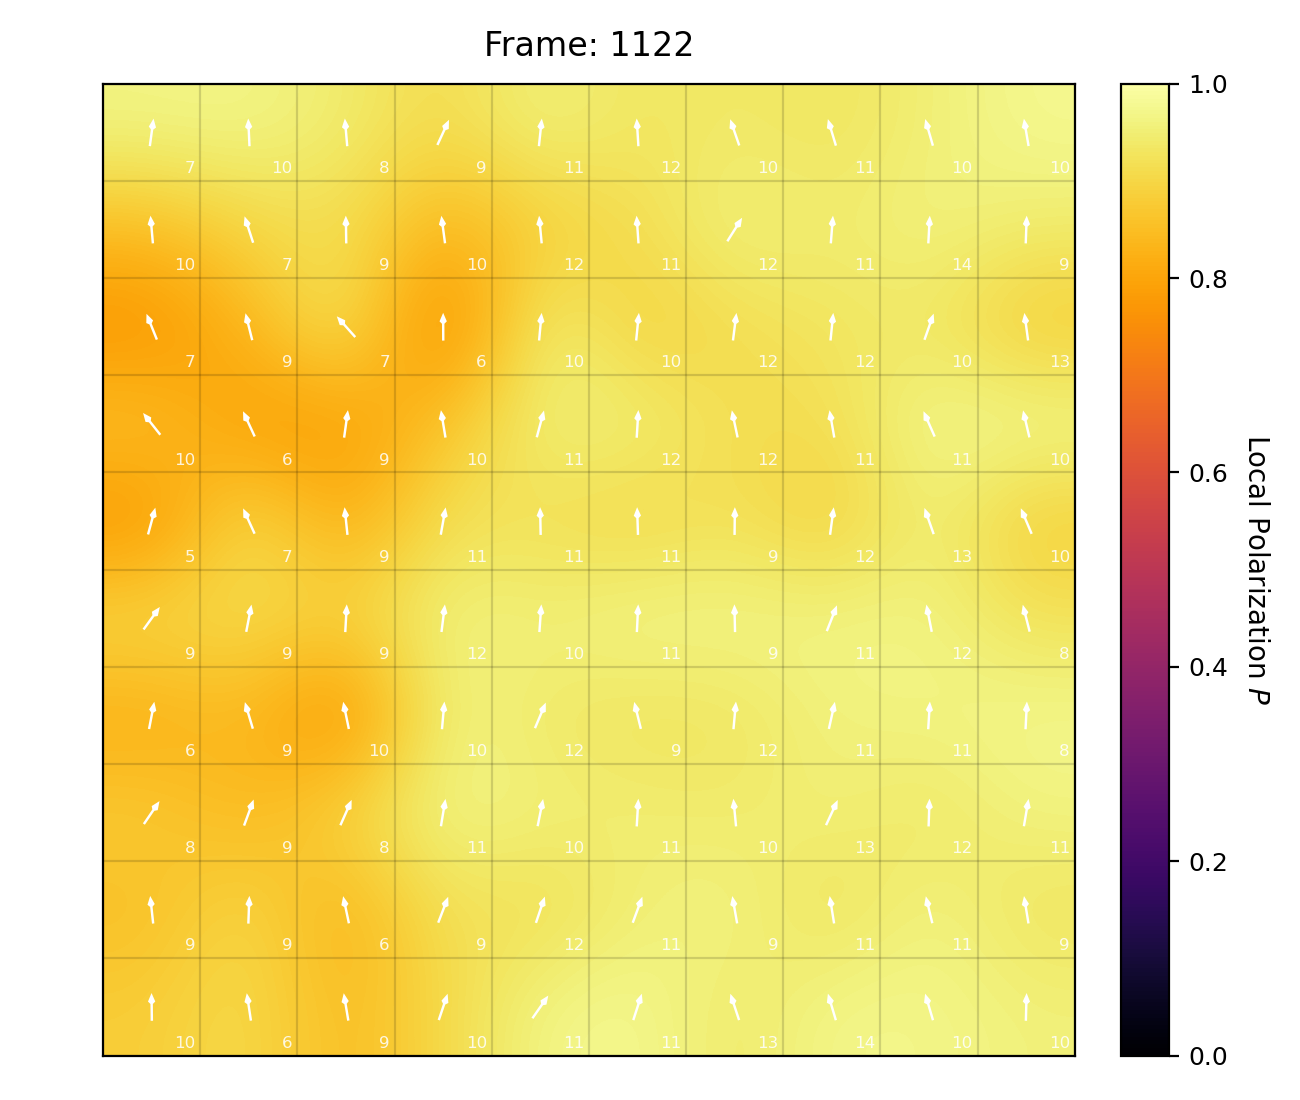 Frame: 1122
7 10 8 9 11 12 10 11 10 10
10 7 9 10 12 11 12 11 14 9
7 9 7 6 10 10 12 12 10 13
10 6 9 10 11 12 12 11 11 10
5 7 9 11 11 11 9 12 13 10
9 9 9 12 10 11 9 11 12 8
6 9 10 10 12 9 12 11 11 8
8 9 8 11 10 11 10 13 12 11
9 9 6 9 12 11 9 11 11 9
10 6 9 10 11 11 13 14 10 10
1.0
0.8
0.6
0.4
0.2
0.0
Local Polarization P